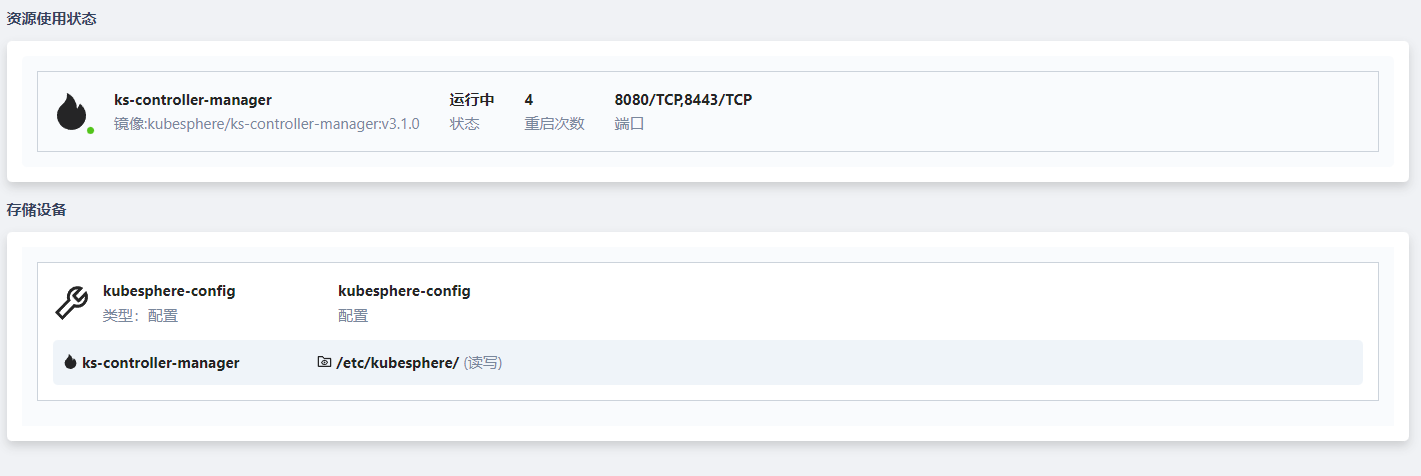 资源使用状态
ks-controller-manager 运行中 4 8080/TCP,8443/TCP
镜像:kubesphere/ks-controller-manager:v3.1.0 状态 重启次数 端口
存储设备
kubesphere-config kubesphere-config
类型：配置 配置
ks-controller-manager /etc/kubesphere/ (读写)